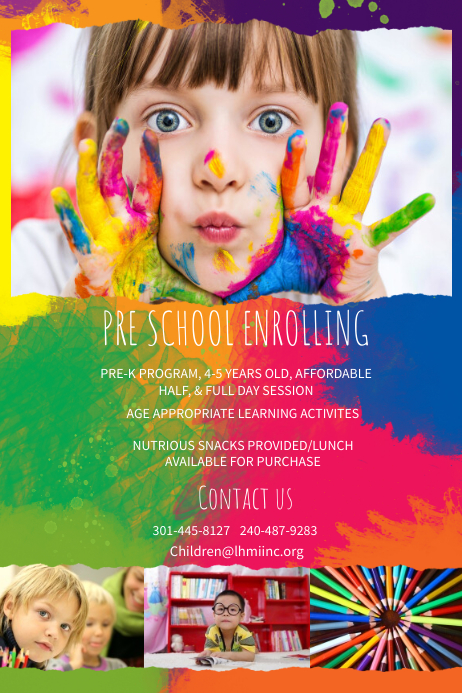 PRE SCHOOL ENROLLING
PRE-K PROGRAM, 4-5 YEARS OLD, AFFORDABLE
HALF, & FULL DAY SESSION
AGE APPROPRIATE LEARNING ACTIVITES
NUTRIOUS SNACKS PROVIDED/LUNCH
AVAILABLE FOR PURCHASE
CONTACT US
301-445-8127 240-487-9283
Children@lhmiinc.org